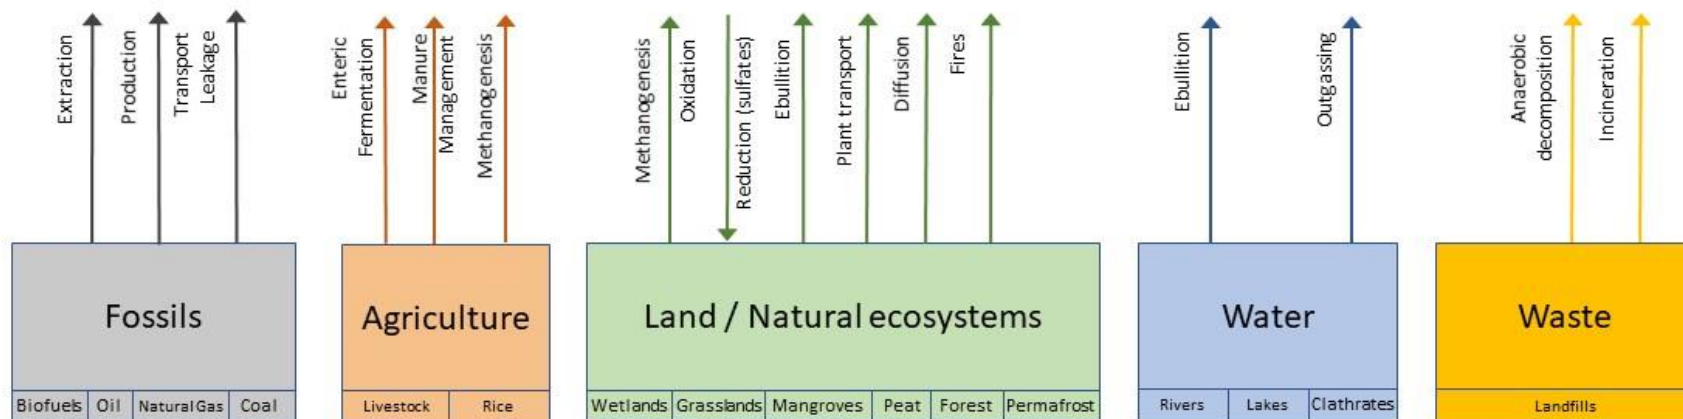 Extraction
Production
Transport
Leakage
Enteric
Fermentation
Manure
Management
Methanogenesis
Methanogenesis
Oxidation
Reduction (sulfates)
Ebullition
Plant transport
Diffusion
Fires
Ebullition
Outgassing
Anaerobic
decomposition
Incineration
Fossils
Agriculture
Land / Natural ecosystems
Water
Waste
Biofuels
Oil
Natural Gas
Coal
Livestock
Rice
Wetlands
Grasslands
Mangroves
Peat
Forest
Permafrost
Rivers
Lakes
Clathrates
Landfills